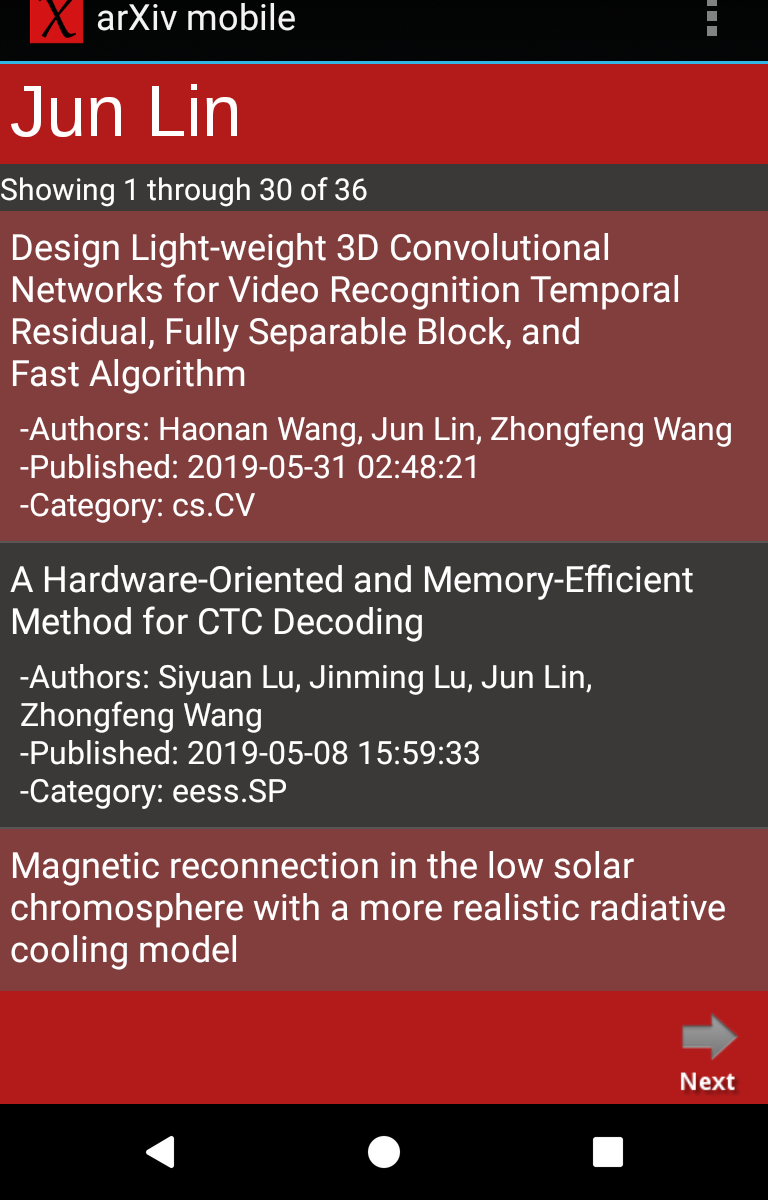 arXiv mobile
Jun Lin
Showing 1 through 30 of 36
Design Light-weight 3D Convolutional
Networks for Video Recognition Temporal
Residual, Fully Separable Block, and
Fast Algorithm
-Authors: Haonan Wang, Jun Lin, Zhongfeng Wang
-Published: 2019-05-31 02:48:21
-Category: cs.CV
A Hardware-Oriented and Memory-Efficient
Method for CTC Decoding
-Authors: Siyuan Lu, Jinming Lu, Jun Lin,
Zhongfeng Wang
-Published: 2019-05-08 15:59:33
-Category: eess.SP
Magnetic reconnection in the low solar
chromosphere with a more realistic radiative
cooling model
Next